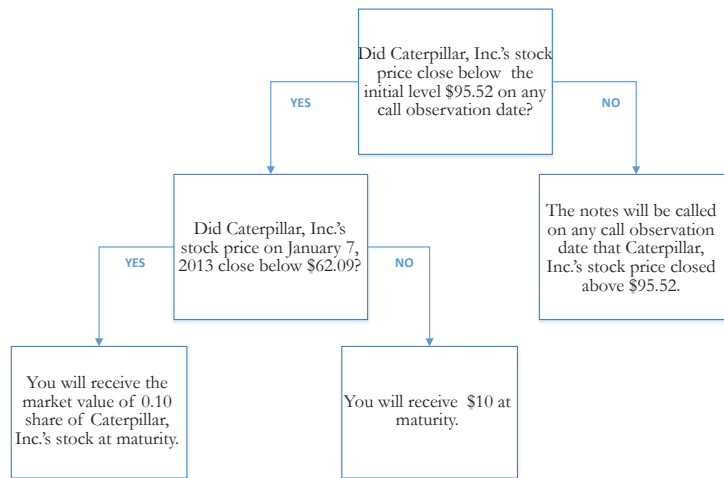 Did Caterpillar, Inc.'s stock
price close below the
initial level $95.52 on any
call observation date?
YES
NO
Did Caterpillar, Inc.'s
stock price on January 7,
2013 close below $62.09?
The notes will be called
on any call observation
date that Caterpillar,
Inc.'s stock price closed
above $95.52.
YES
NO
You will receive the
market value of 0.10
share of Caterpillar,
Inc.'s stock at maturity.
You will receive $10 at
maturity.